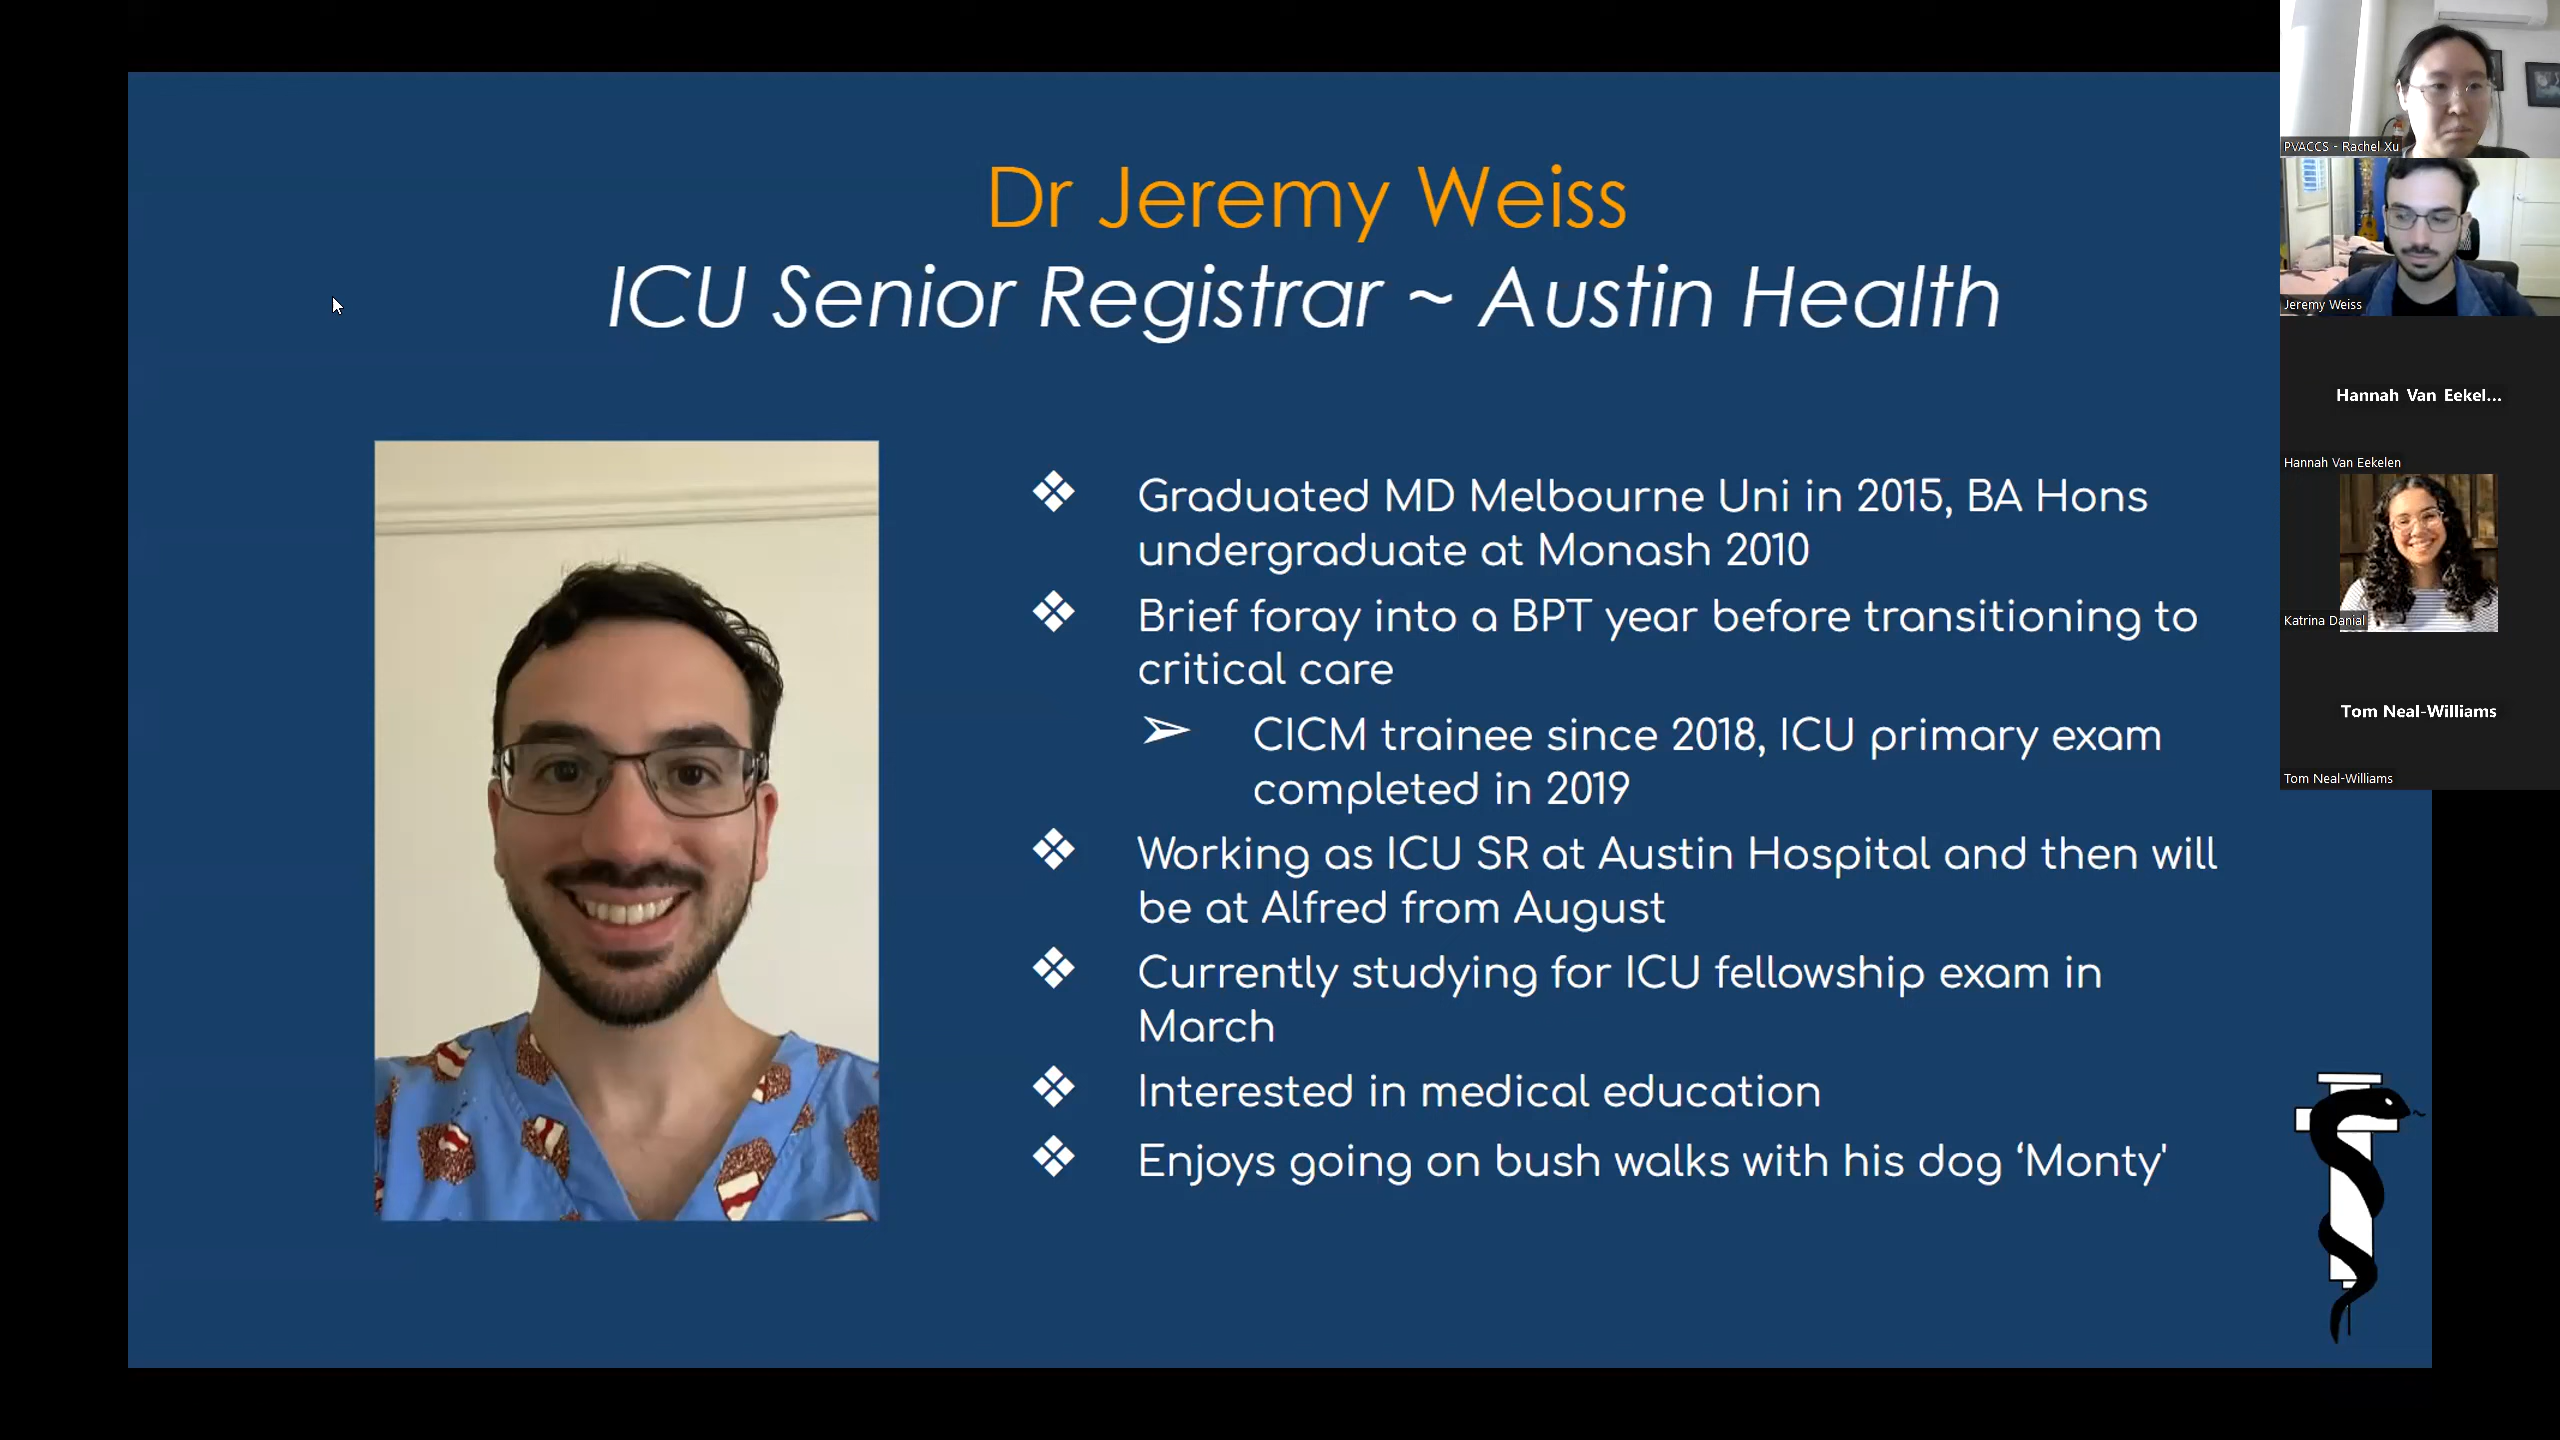 Dr Jeremy Weiss
ICU Senior Registrar ~ Austin Health
❖ Graduated MD Melbourne Uni in 2015, BA Hons
undergraduate at Monash 2010
❖ Brief foray into a BPT year before transitioning to
critical care
➢ CICM trainee since 2018, ICU primary exam
completed in 2019
❖ Working as ICU SR at Austin Hospital and then will
be at Alfred from August
❖ Currently studying for ICU fellowship exam in
March
❖ Interested in medical education
❖ Enjoys going on bush walks with his dog ‘Monty'
PVACCS - Rachel Xu
Jeremy Weiss
Hannah Van Eekel...
Hannah Van Eekelen
Katrina Danial
Tom Neal-Williams
Tom Neal-Williams